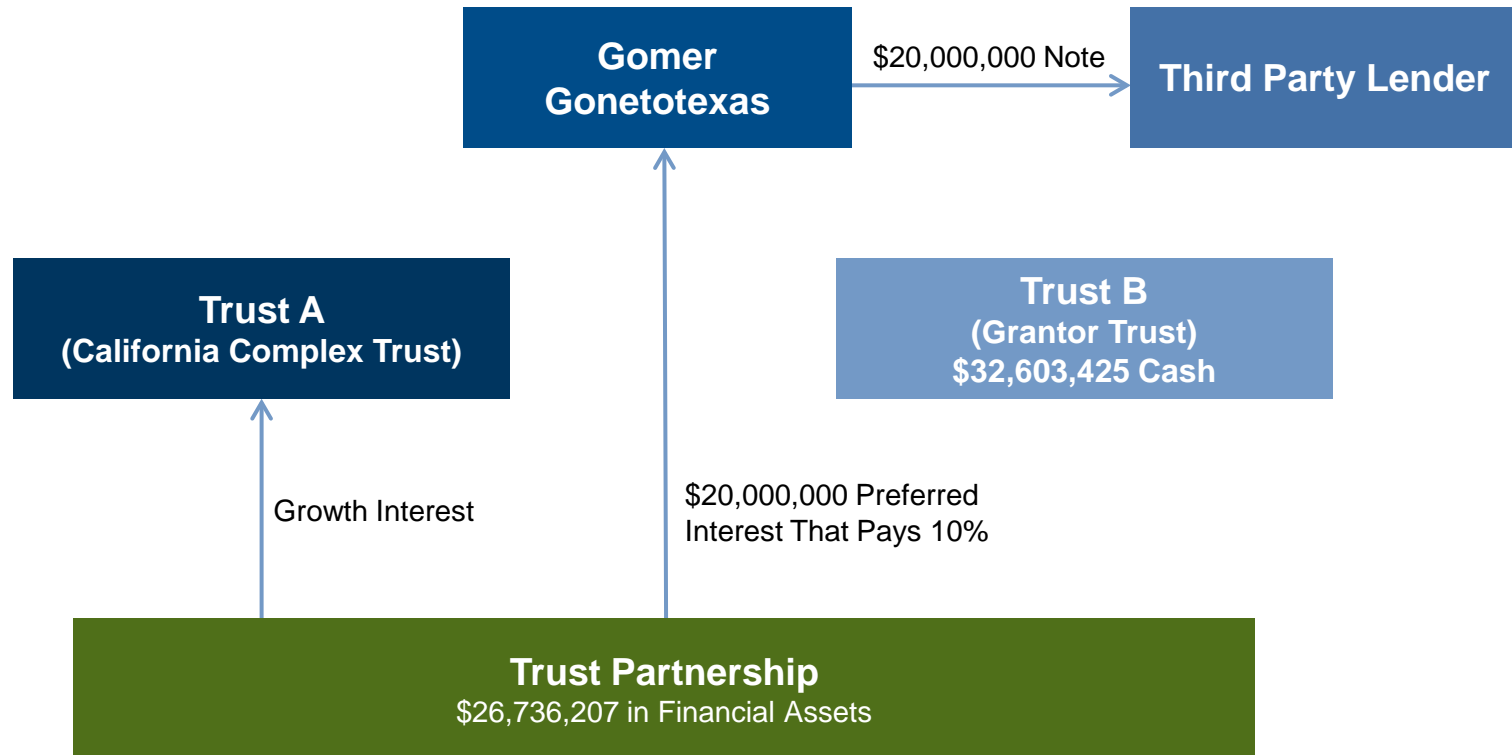 Gomer
Gonetotexas
$20,000,000 Note
Third Party Lender
Trust A
(California Complex Trust)
Trust B
(Grantor Trust)
$32,603,425 Cash
Growth Interest
$20,000,000 Preferred
Interest That Pays 10%
Trust Partnership
$26,736,207 in Financial Assets